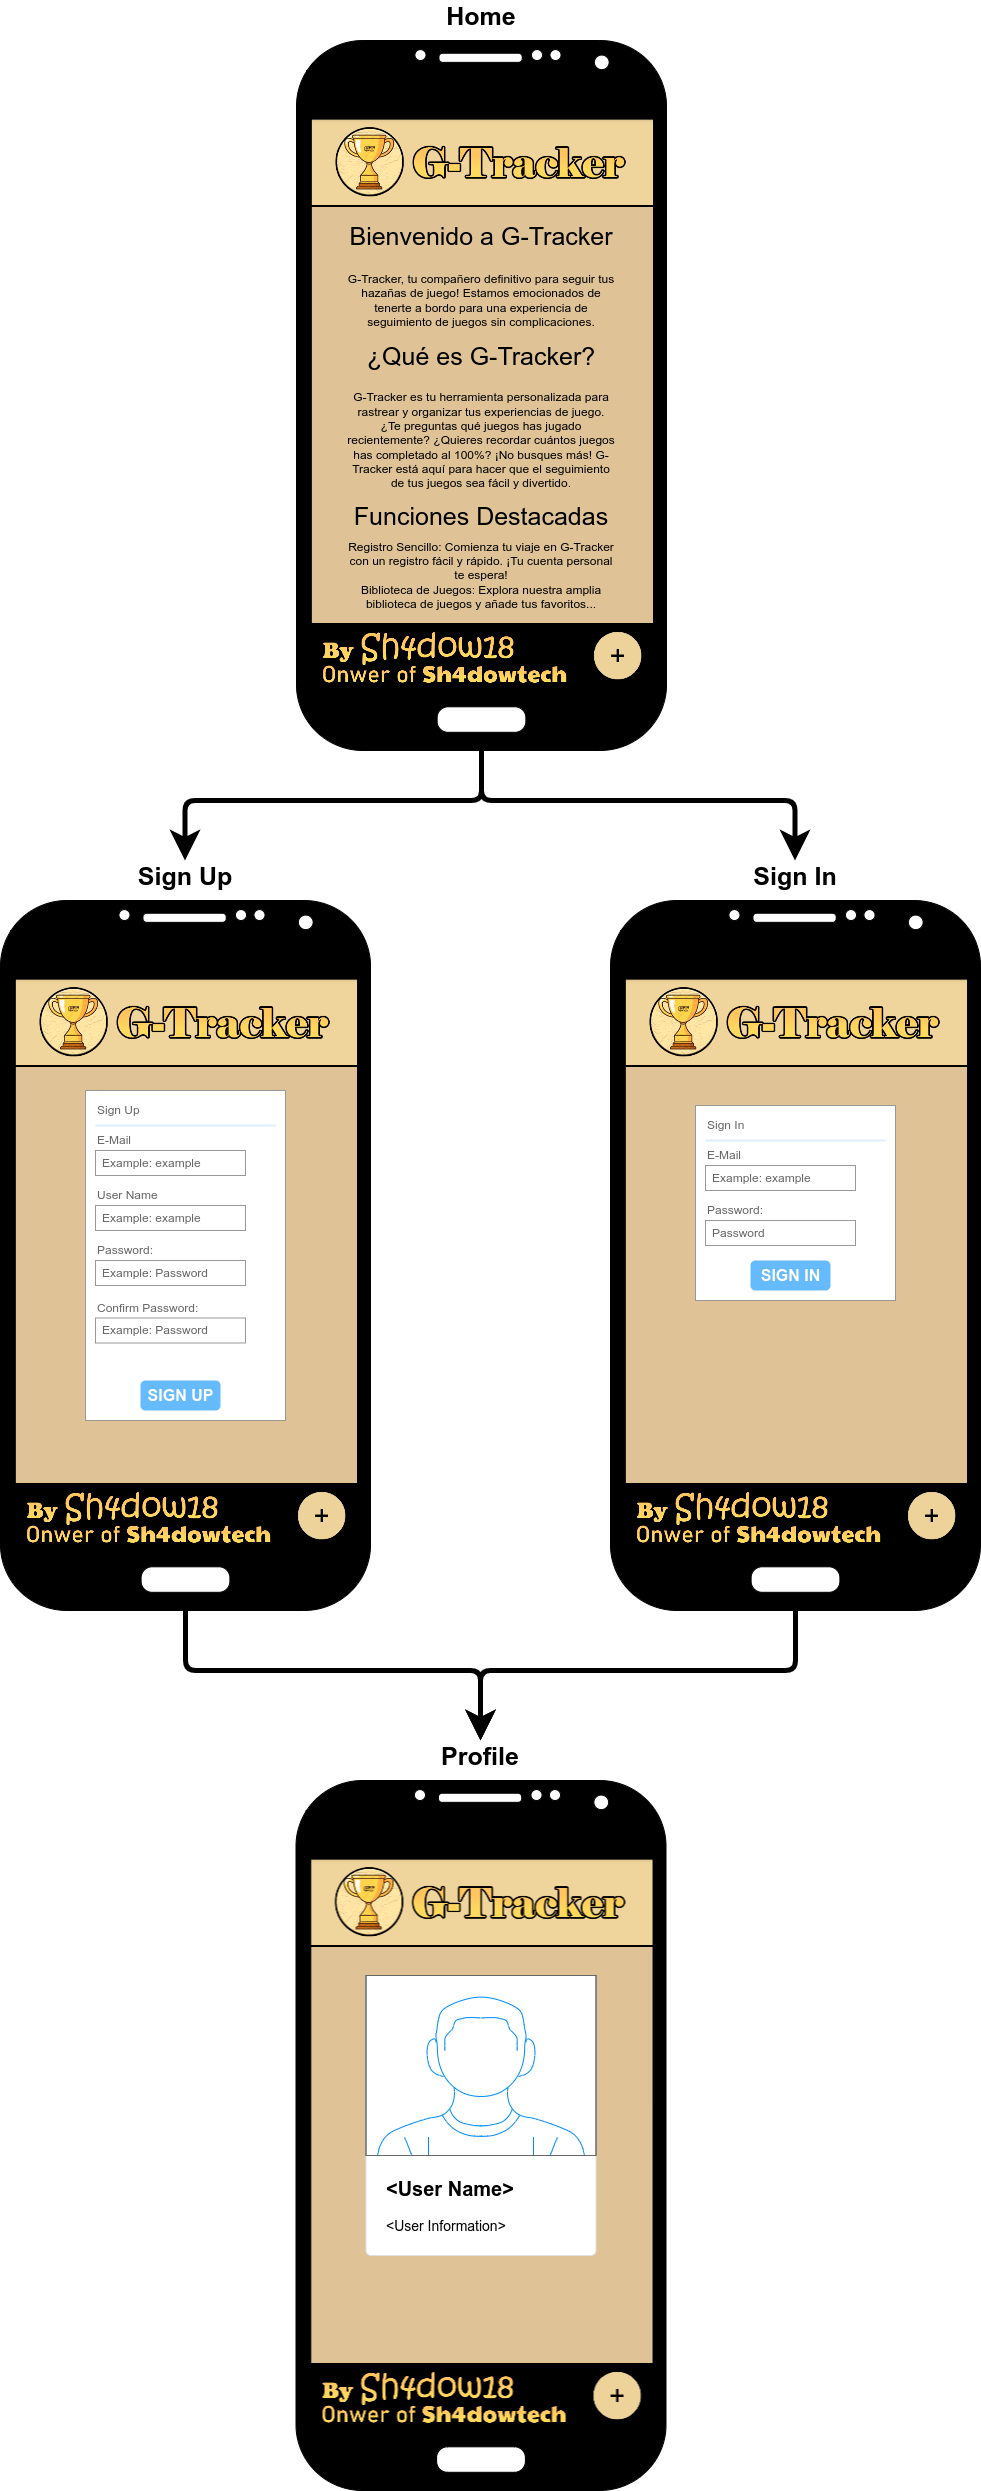 Home
G-Tracker
Bienvenido a G-Tracker
G-Tracker, tu compañero definitivo para seguir tus
hazañas de juego! Estamos emocionados de
tenerte a bordo para una experiencia de
seguimiento de juegos sin complicaciones.
¿Qué es G-Tracker?
G-Tracker es tu herramienta personalizada para
rastrear y organizar tus experiencias de juego.
¿Te preguntas qué juegos has jugado
recientemente? ¿Quieres recordar cuántos juegos
has completado al 100%? ¡No busques más! G-
Tracker está aquí para hacer que el seguimiento
de tus juegos sea fácil y divertido.
Funciones Destacadas
Registro Sencillo: Comienza tu viaje en G-Tracker
con un registro fácil y rápido. ¡Tu cuenta personal
te espera!
Biblioteca de Juegos: Explora nuestra amplia
biblioteca de juegos y añade tus favoritos...
By Sh4dow18
Onwer of Sh4dowtech
+
Sign Up
G-Tracker
Sign Up
E-Mail
Example: example
User Name
Example: example
Password:
Example: Password
Confirm Password:
Example: Password
SIGN UP
By Sh4dow18
Onwer of Sh4dowtech
+
Sign In
G-Tracker
Sign In
E-Mail
Example: example
Password:
Password
SIGN IN
By Sh4dow18
Onwer of Sh4dowtech
+
Profile
G-Tracker
<User Name>
<User Information>
By Sh4dow18
Onwer of Sh4dowtech
+